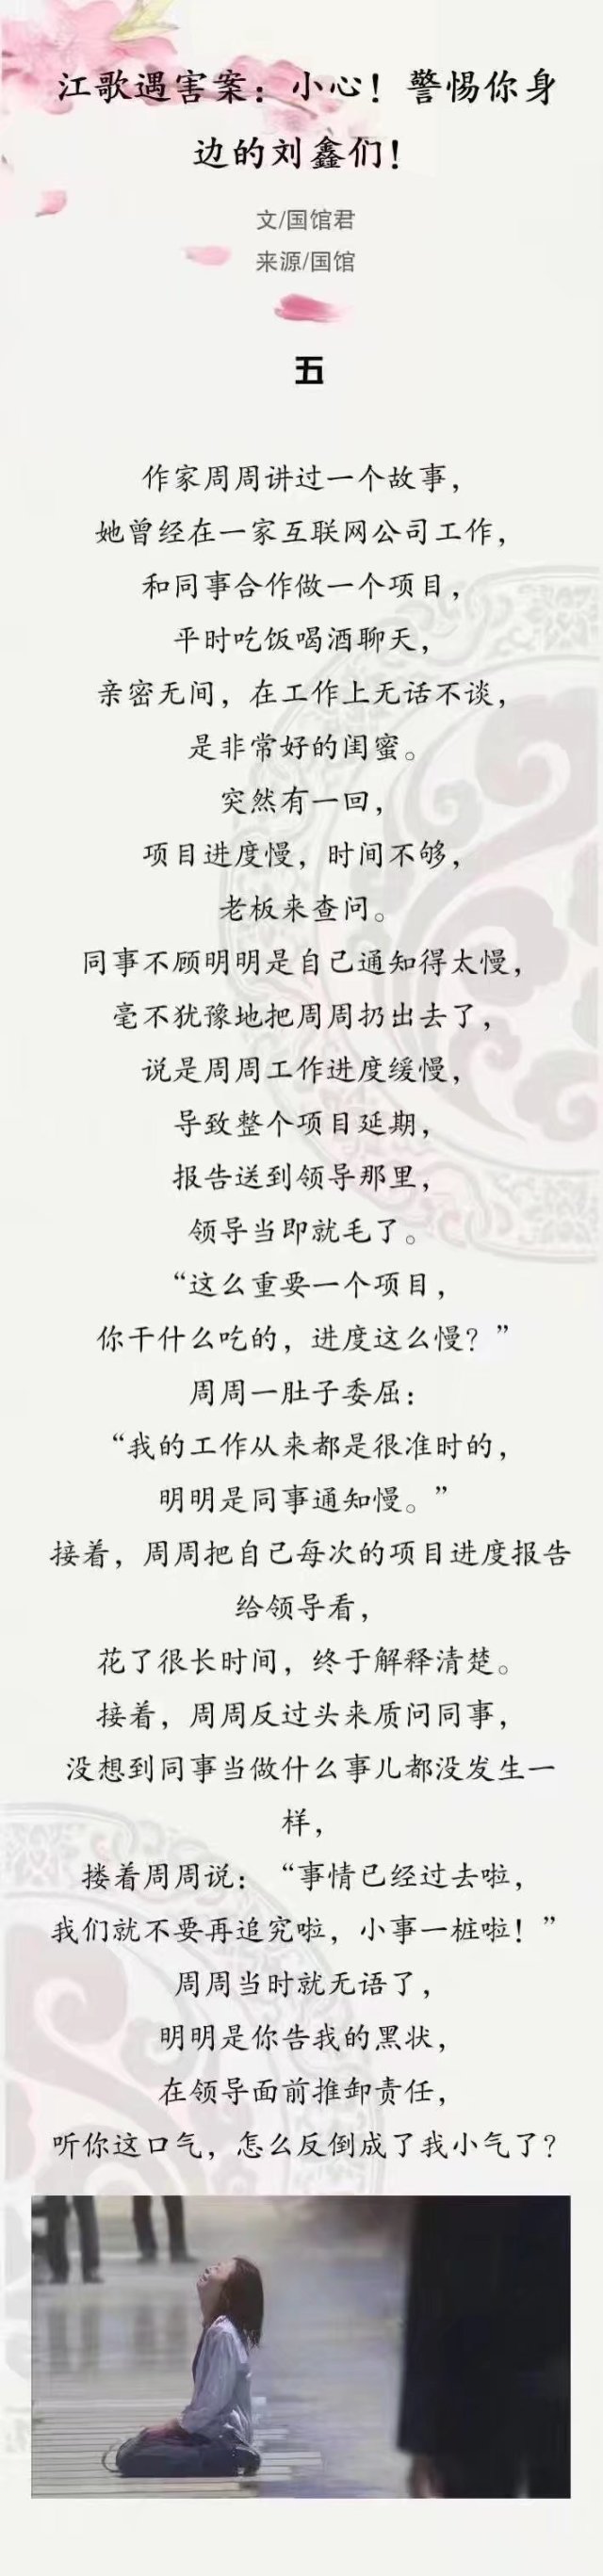 江歌遇害案：小心！警惕你身
边的刘鑫们！
文/国馆君
来源/国馆
五
作家周周讲过一个故事，
她曾经在一家互联网公司工作，
和同事合作做一个项目，
平时吃饭喝酒聊天，
亲密无间，在工作上无话不谈，
是非常好的闺蜜。
突然有一回，
项目进度慢，时间不够，
老板来查问。
同事不顾明明是自己通知得太慢，
毫不犹豫地把周周扔出去了，
说是周周工作进度缓慢，
导致整个项目延期，
报告送到领导那里，
领导当即就毛了。
“这么重要一个项目，
你干什么吃的，进度这么慢？”
周周一肚子委屈：
“我的工作从来都是很准时的，
明明是同事通知慢。”
接着，周周把自己每次的项目进度报告
给领导看，
花了很长时间，终于解释清楚。
接着，周周反过头来质问同事，
没想到同事当做什么事儿都没发生一
样，
搂着周周说：“事情已经过去啦，
我们就不要再追究啦，小事一桩啦！”
周周当时就无语了，
明明是你告我的黑状，
在领导面前推卸责任，
听你这口气，怎么反倒成了我小气了？